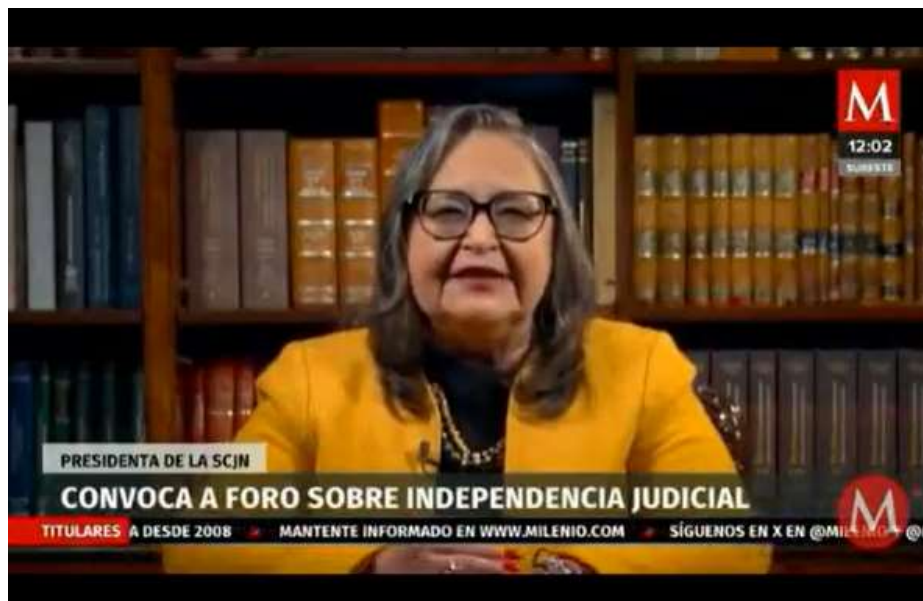 M
12:02
SURESTE
PRESIDENTA DE LA SCJN
CONVOCA A FORO SOBRE INDEPENDENCIA JUDICIAL
TITULARES A DESDE 2008 MANTENTE INFORMADO EN WWW.MILENIO.COM SÍGUENOS EN X EN
M